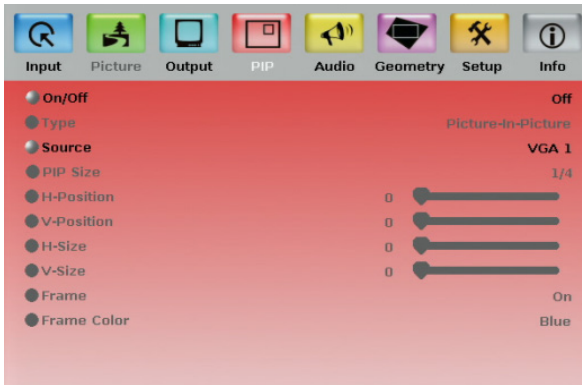 Input Picture Output PIP Audio Geometry Setup Info
On/Off Off
Type Picture-In-Picture
Source VGA 1
PIP Size 1/4
H-Position 0
V-Position 0
H-Size 0
V-Size 0
Frame On
Frame Color Blue